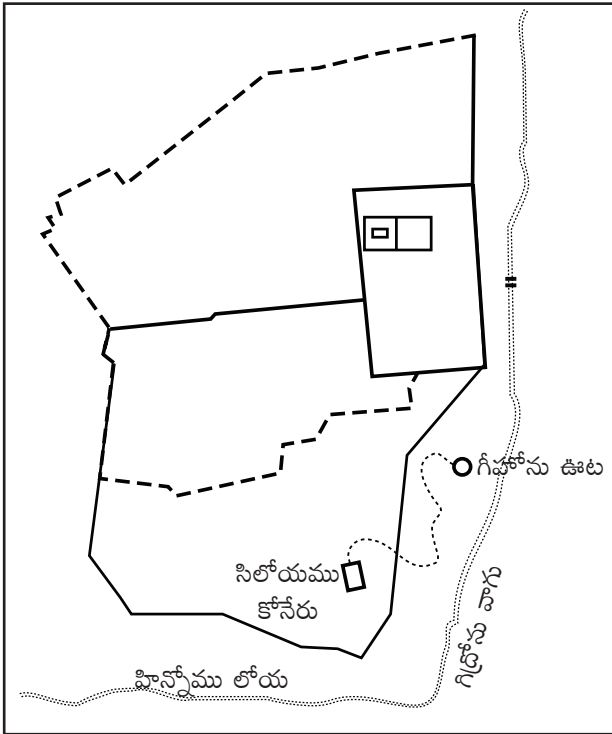 గీహోను ఊట
సిలోయము
కోనేరు
గిద్రోను వాగు
హిన్నోము లోయ